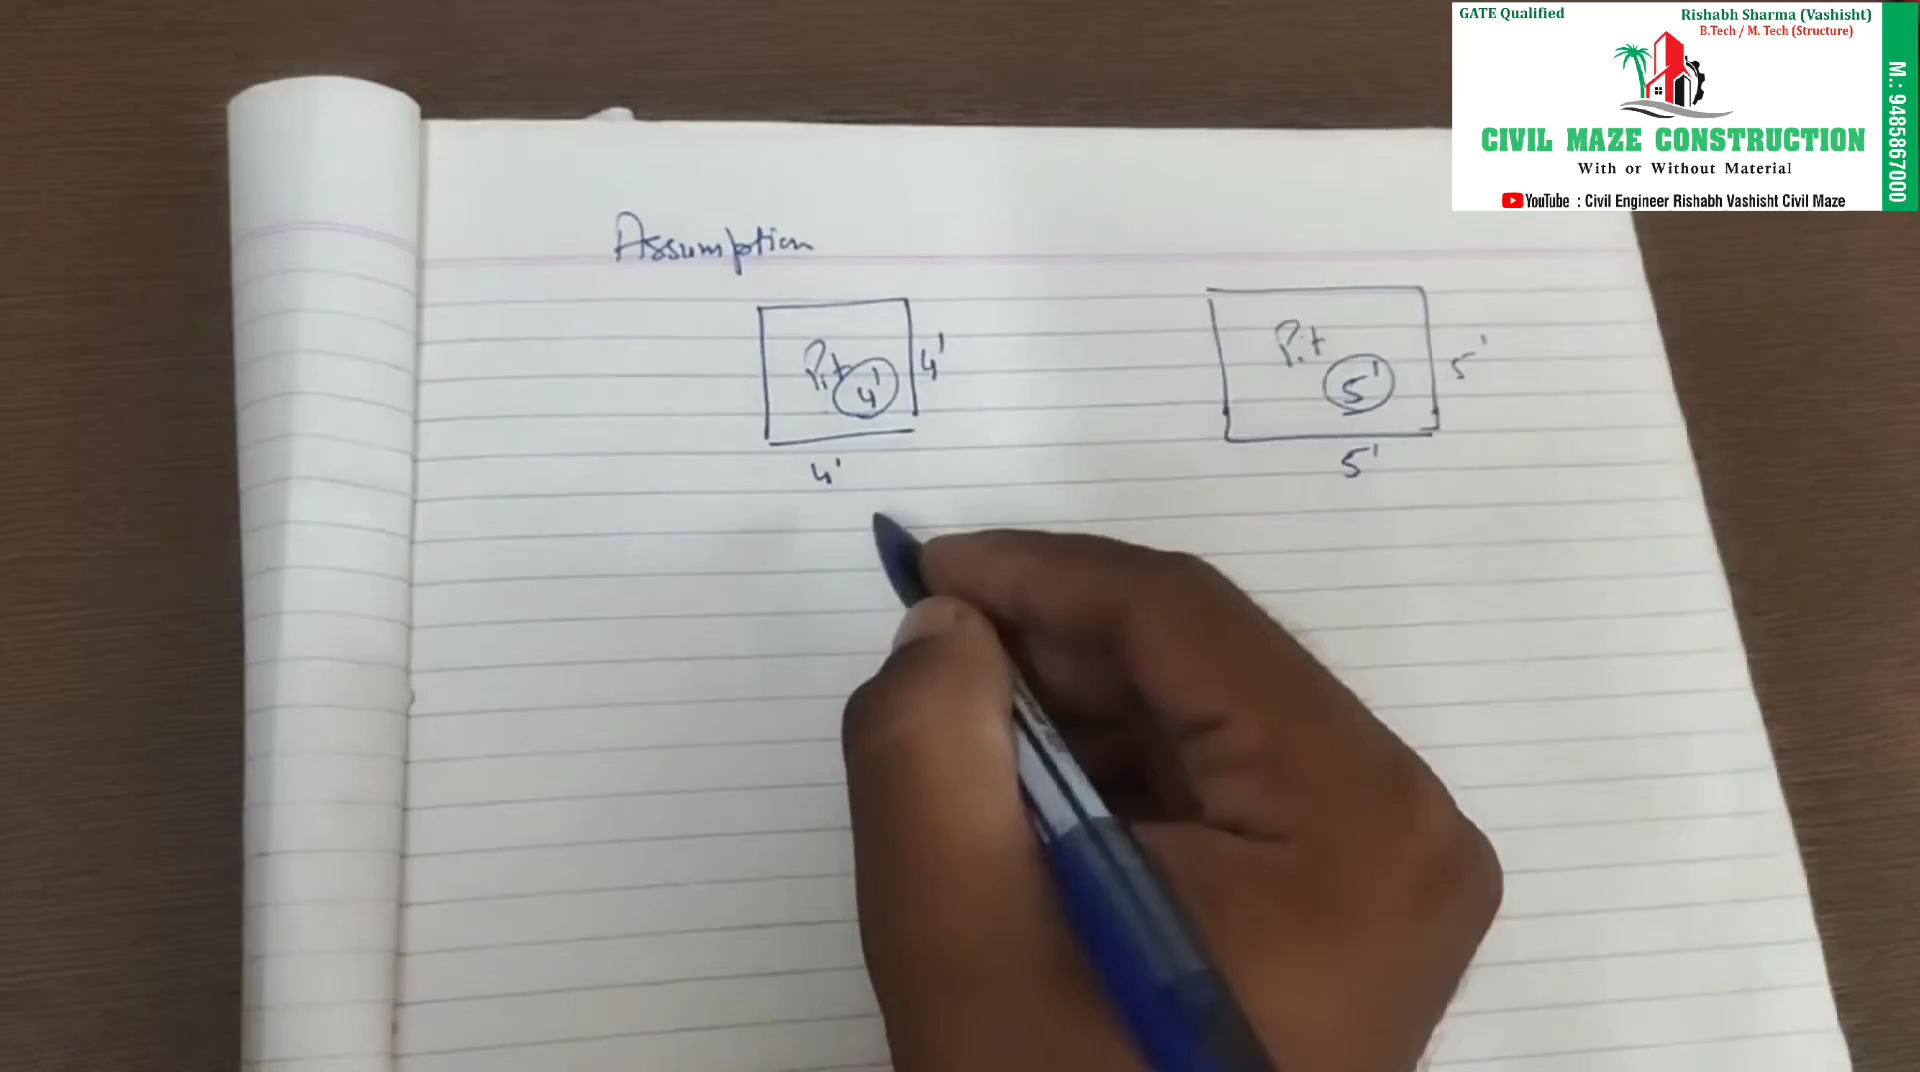 GATE Qualified
Rishabh Sharma (Vashisht)
B.Tech / M. Tech (Structure)
CIVIL MAZE CONSTRUCTION
With or Without Material
YouTube : Civil Engineer Rishabh Vashisht Civil Maze
M.: 9485867000
Assumption
Pit
4'
4'
4'
Pit
5'
5'
5'